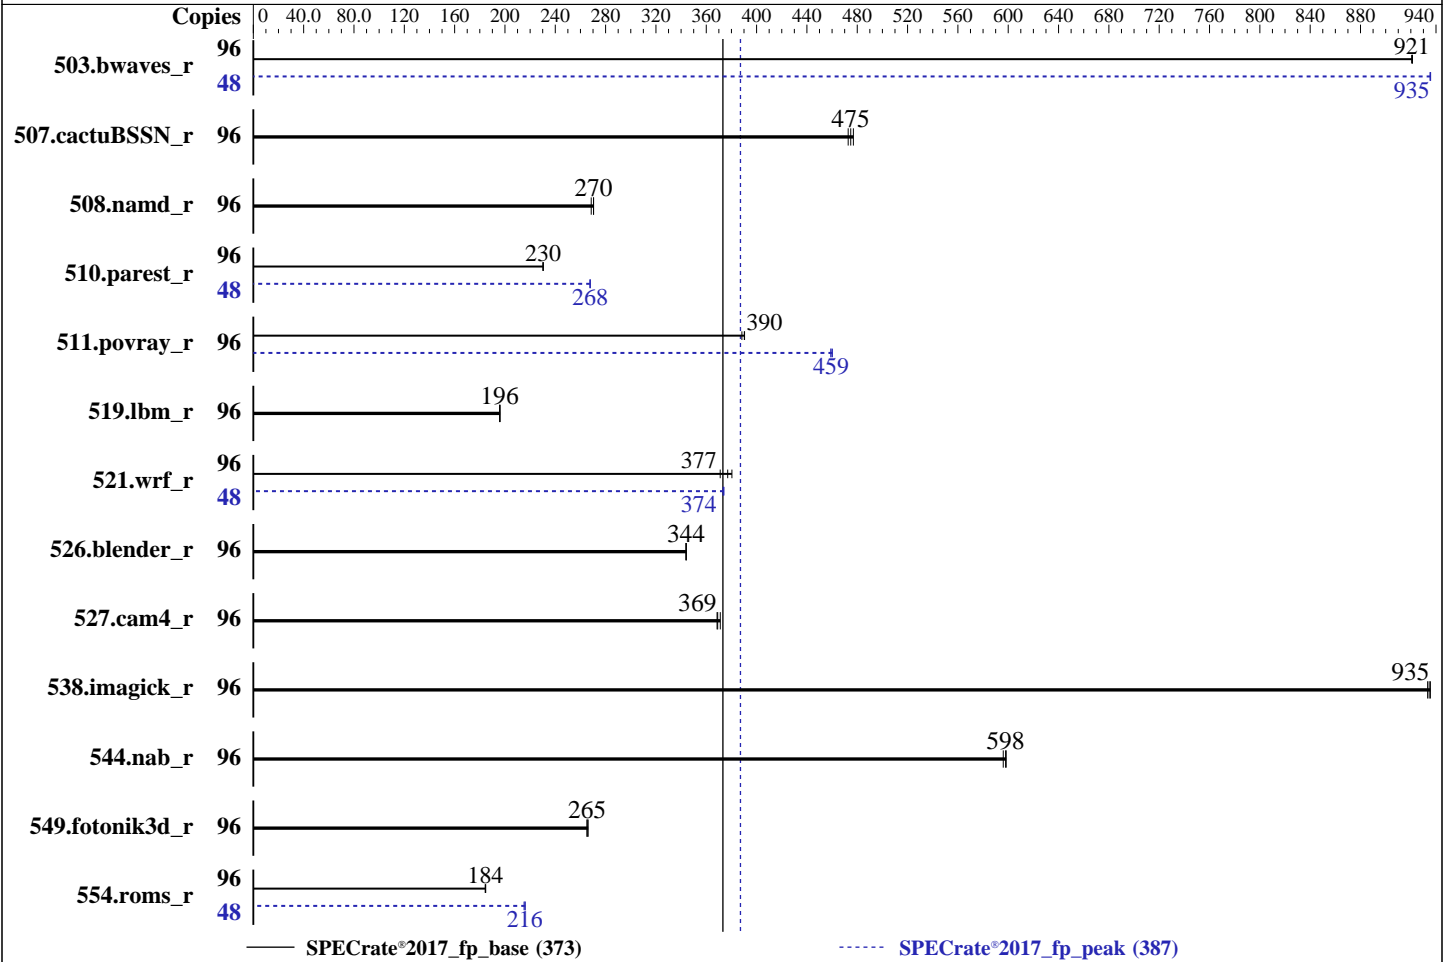 Copies 0 40.0 80.0 120 160 200 240 280 320 360 400 440 480 520 560 600 640 680 720 760 800 840 880 940
503.bwaves_r 96 921
48 935
507.cactuBSSN_r 96 475
508.namd_r 96 270
510.parest_r 96 230
48 268
511.povray_r 96 390
459
519.lbm_r 96 196
521.wrf_r 96 377
48 374
526.blender_r 96 344
527.cam4_r 96 369
538.imagick_r 96 935
544.nab_r 96 598
549.fotonik3d_r 96 265
554.roms_r 96 184
48 216
SPECrate®2017_fp_base (373) SPECrate®2017_fp_peak (387)